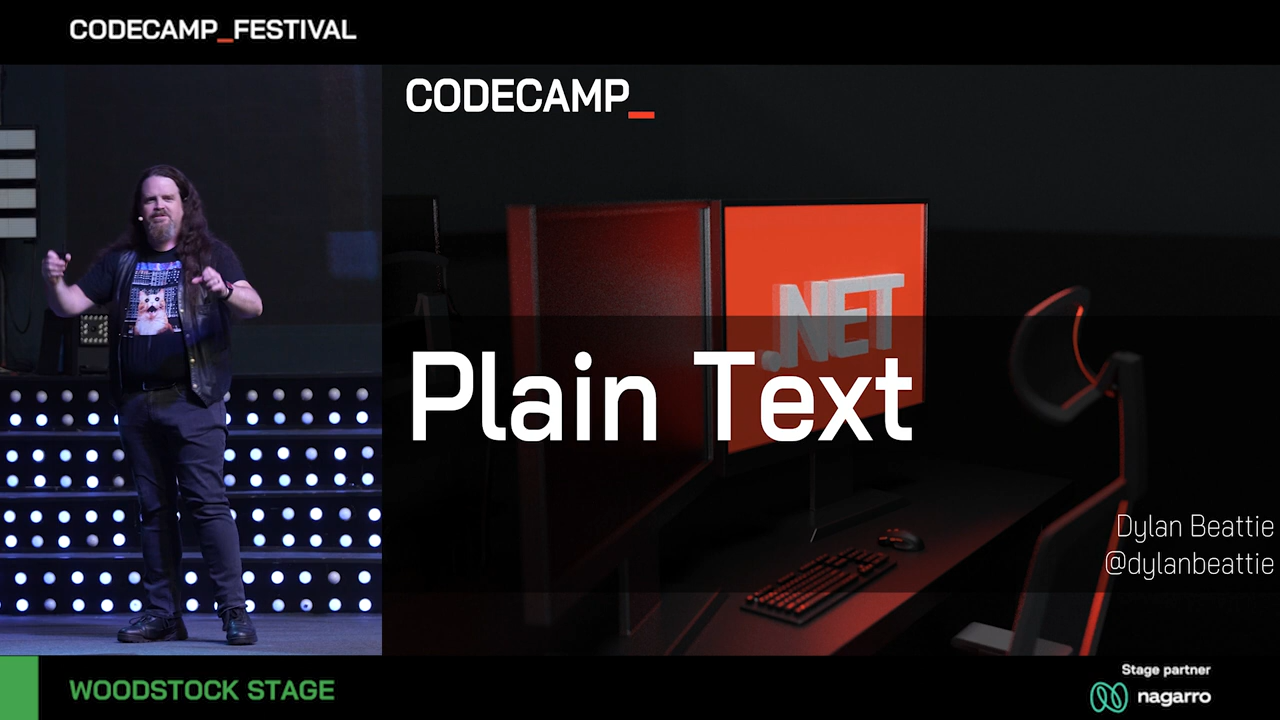 CODECAMP_FESTIVAL
CODECAMP_
.NET
Plain Text
Dylan Beattie
@dylanbeattie
WOODSTOCK STAGE
Stage partner
nagarro